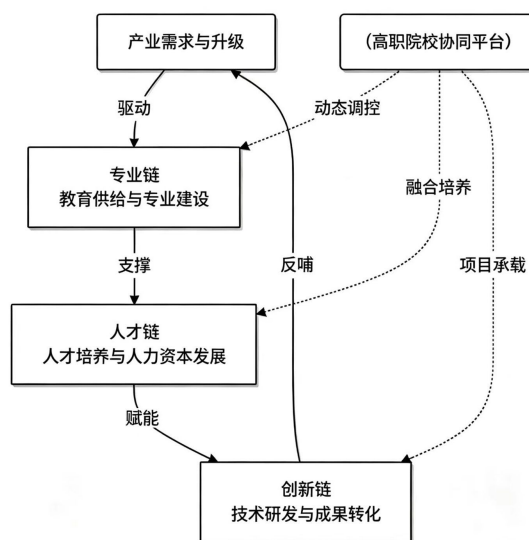 产业需求与升级
（高职院校协同平台）
驱动
动态调控
专业链
教育供给与专业建设
融合培养
支撑
反哺
项目承载
人才链
人才培养与人力资本发展
赋能
创新链
技术研发与成果转化